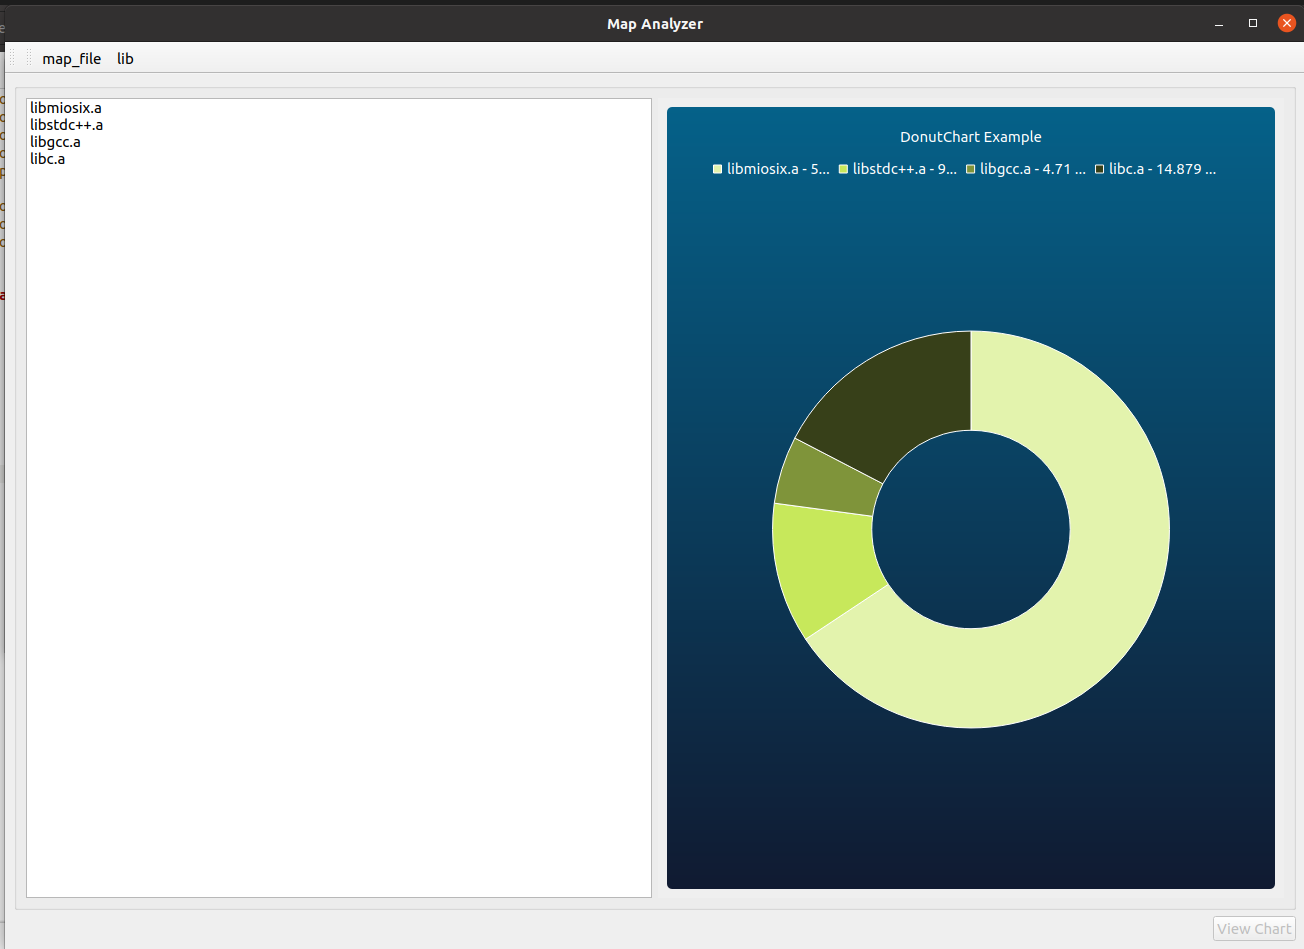 Map Analyzer
map_file lib
libmiosix.a
libstdc++.a
libgcc.a
libc.a
DonutChart Example
libmiosix.a - 5... libstdc++.a - 9... libgcc.a - 4.71 ... libc.a - 14.879 ...
View Chart